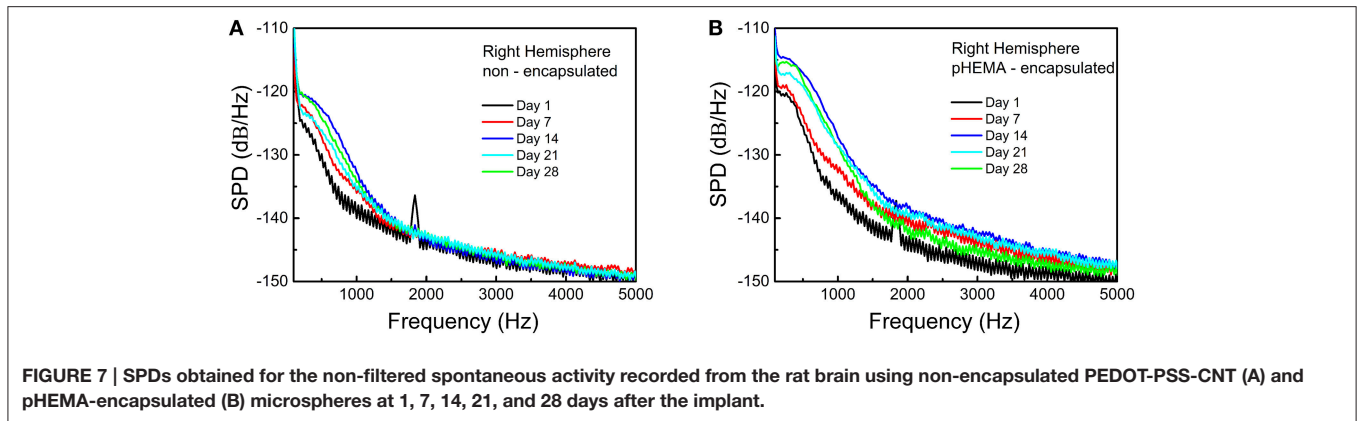 A
-110
-120
-130
-140
-150
SPD (dB/Hz)
Right Hemisphere
non - encapsulated
Day 1
Day 7
Day 14
Day 21
Day 28
1000 2000 3000 4000 5000
Frequency (Hz)
B
-110
-120
-130
-140
-150
SPD (dB/Hz)
Right Hemisphere
pHEMA - encapsulated
Day 1
Day 7
Day 14
Day 21
Day 28
1000 2000 3000 4000 5000
Frequency (Hz)
FIGURE 7 | SPDs obtained for the non-filtered spontaneous activity recorded from the rat brain using non-encapsulated PEDOT-PSS-CNT (A) and
pHEMA-encapsulated (B) microspheres at 1, 7, 14, 21, and 28 days after the implant.